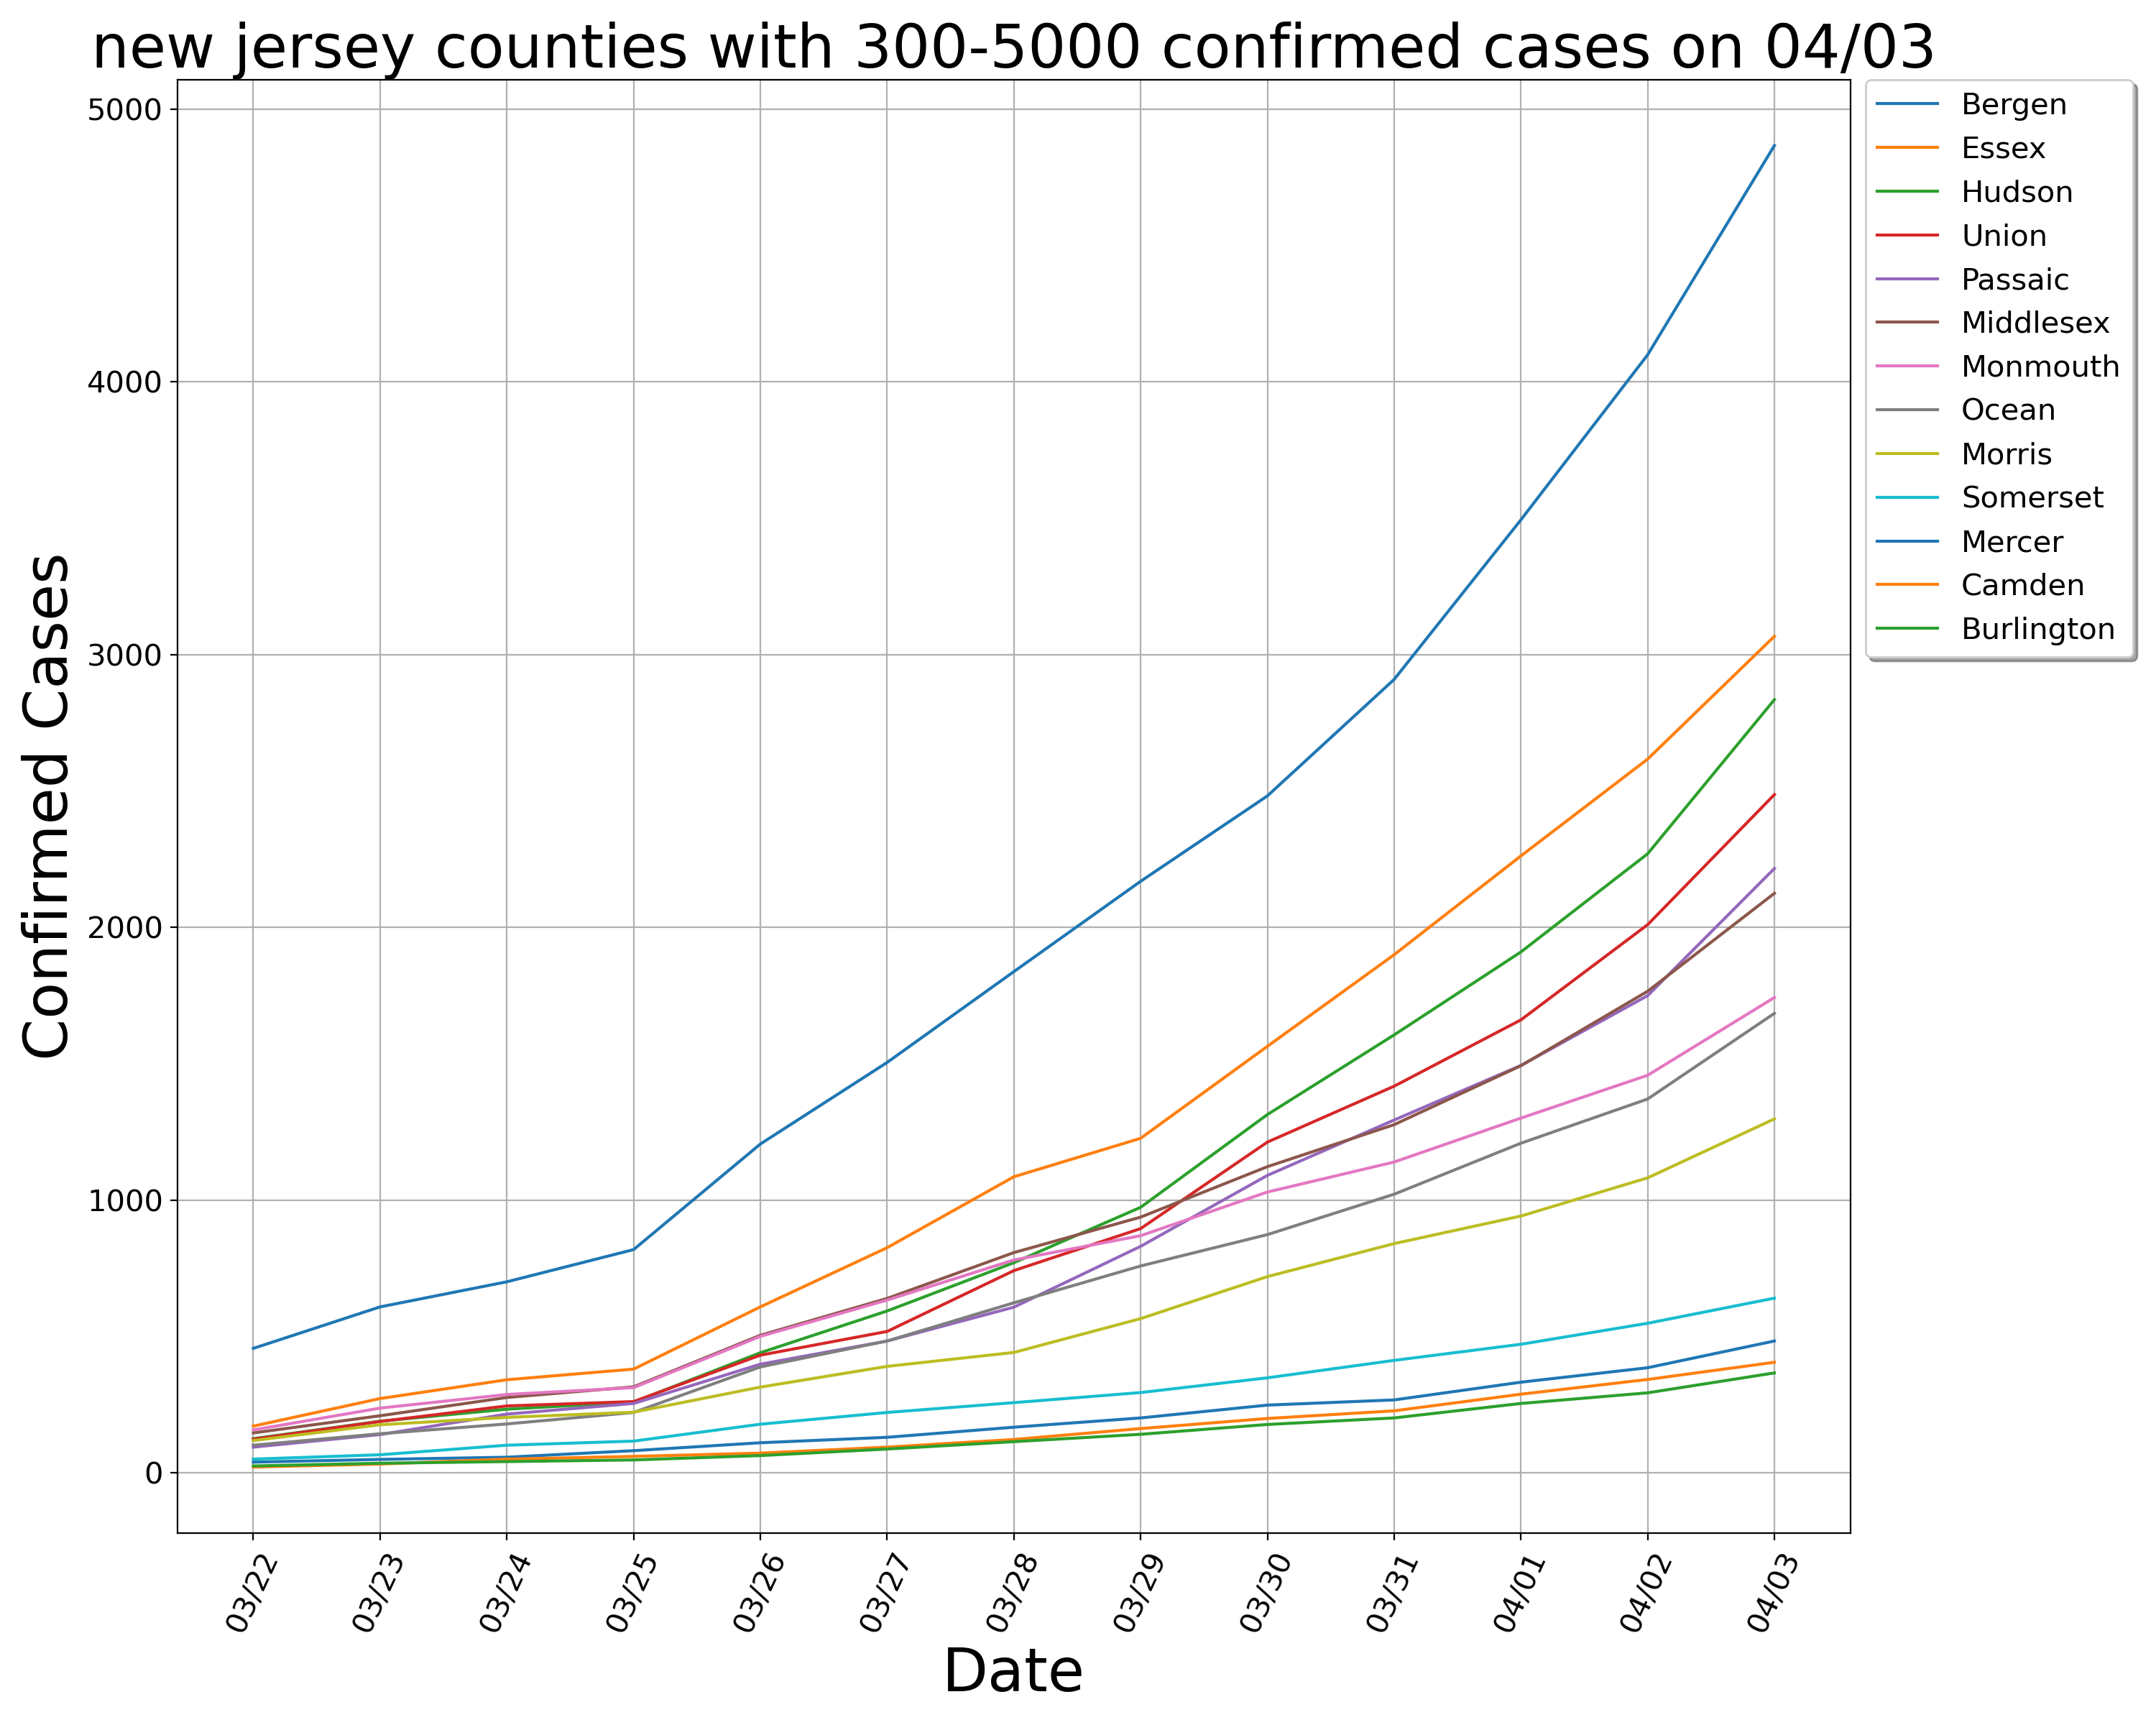 new jersey counties with 300-5000 confirmed cases on 04/03
Confirmed Cases
5000
4000
3000
2000
1000
0
03/22
03/23
03/24
03/25
03/26
03/27
03/28
03/29
03/30
03/31
04/01
04/02
04/03
Date
Bergen
Essex
Hudson
Union
Passaic
Middlesex
Monmouth
Ocean
Morris
Somerset
Mercer
Camden
Burlington